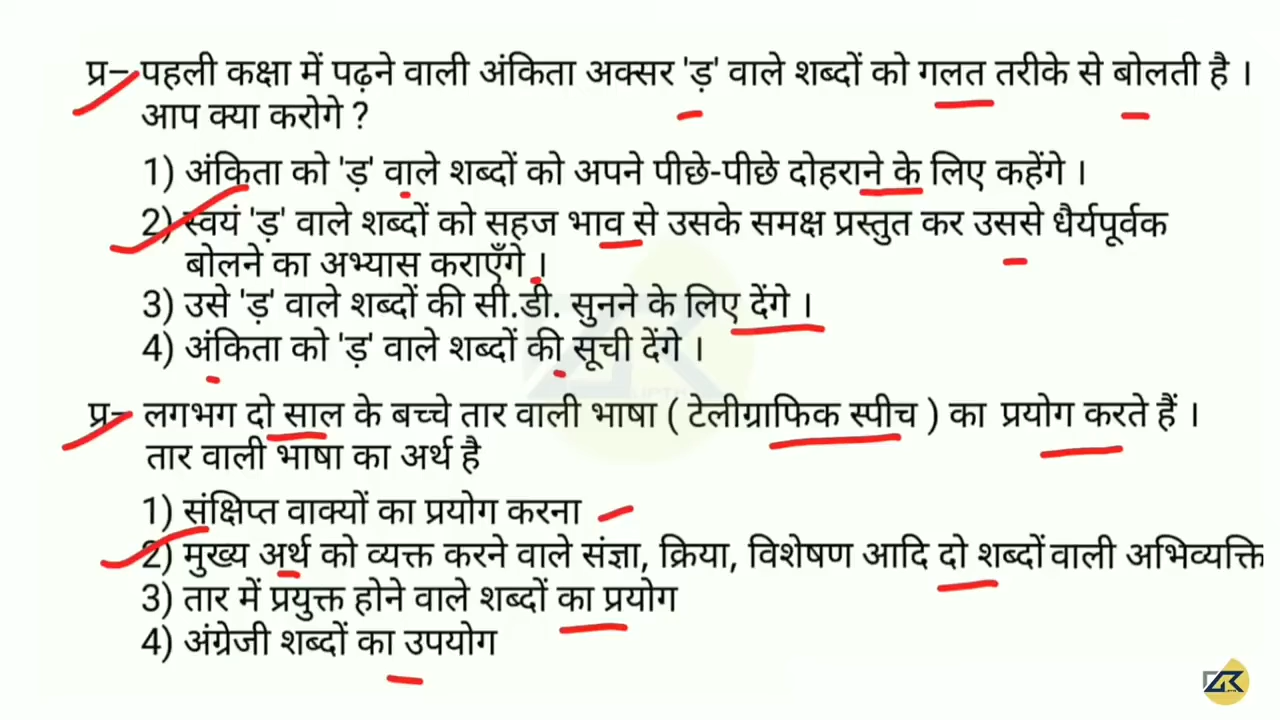 प्र– पहली कक्षा में पढ़ने वाली अंकिता अक्सर 'ड़' वाले शब्दों को गलत तरीके से बोलती है ।
आप क्या करोगे ?
1) अंकिता को 'ड़' वाले शब्दों को अपने पीछे-पीछे दोहराने के लिए कहेंगे ।
2) स्वयं 'ड़' वाले शब्दों को सहज भाव से उसके समक्ष प्रस्तुत कर उससे धैर्यपूर्वक
बोलने का अभ्यास कराएँगे ।
3) उसे 'ड़' वाले शब्दों की सी.डी. सुनने के लिए देंगे ।
4) अंकिता को 'ड़' वाले शब्दों की सूची देंगे ।
प्र– लगभग दो साल के बच्चे तार वाली भाषा ( टेलीग्राफिक स्पीच ) का प्रयोग करते हैं ।
तार वाली भाषा का अर्थ है
1) संक्षिप्त वाक्यों का प्रयोग करना
2) मुख्य अर्थ को व्यक्त करने वाले संज्ञा, क्रिया, विशेषण आदि दो शब्दों वाली अभिव्यक्ति
3) तार में प्रयुक्त होने वाले शब्दों का प्रयोग
4) अंग्रेजी शब्दों का उपयोग